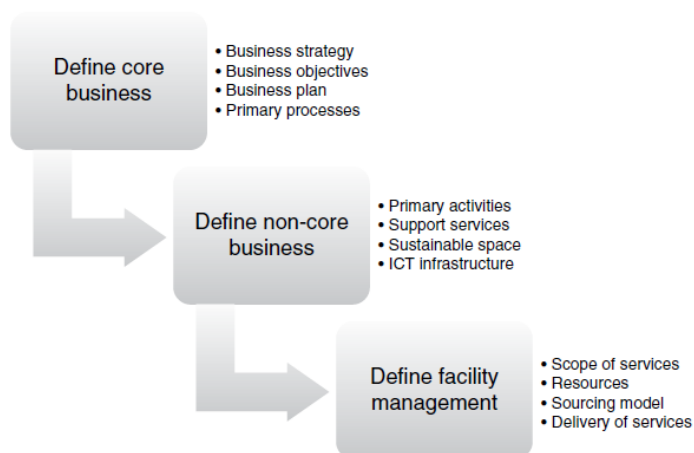 Define core
business
• Business strategy
• Business objectives
• Business plan
• Primary processes
Define non-core
business
• Primary activities
• Support services
• Sustainable space
• ICT infrastructure
Define facility
management
• Scope of services
• Resources
• Sourcing model
• Delivery of services